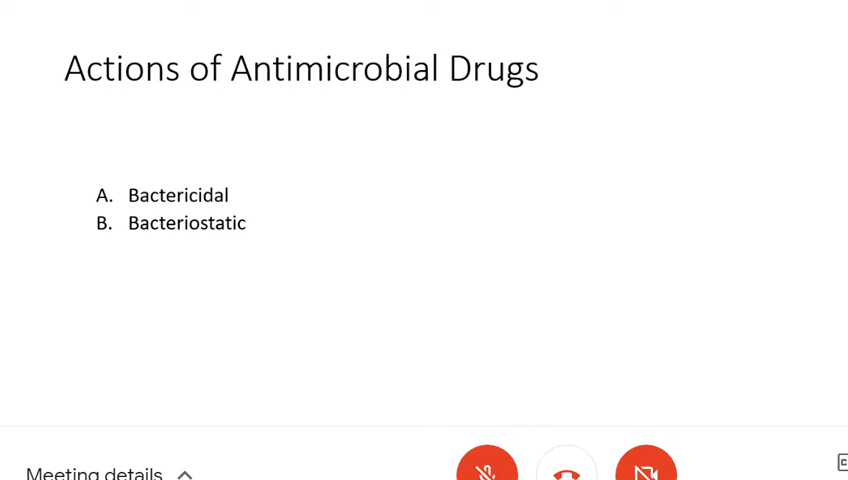 Actions of Antimicrobial Drugs
A. Bactericidal
B. Bacteriostatic
Meeting details